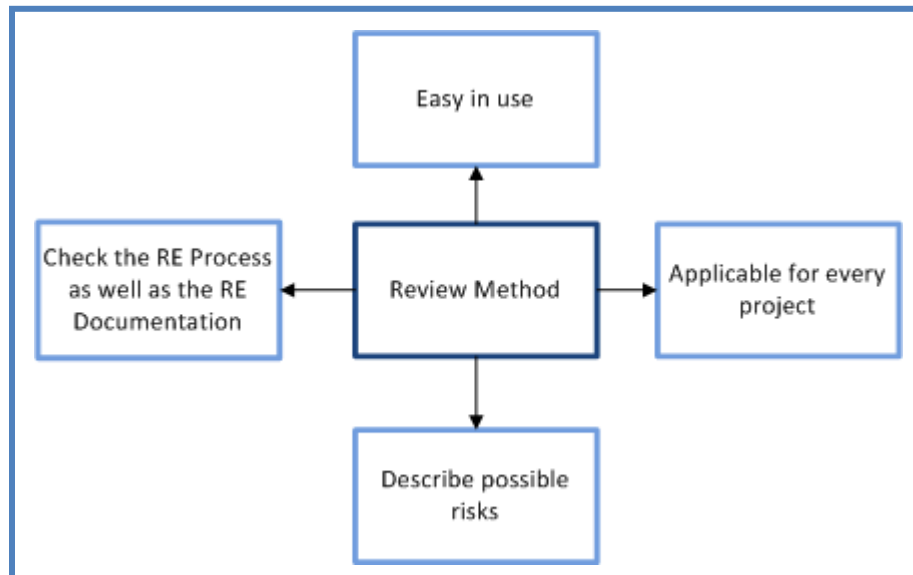 Easy in use
Check the RE Process
as well as the RE
Documentation
Review Method
Applicable for every
project
Describe possible
risks